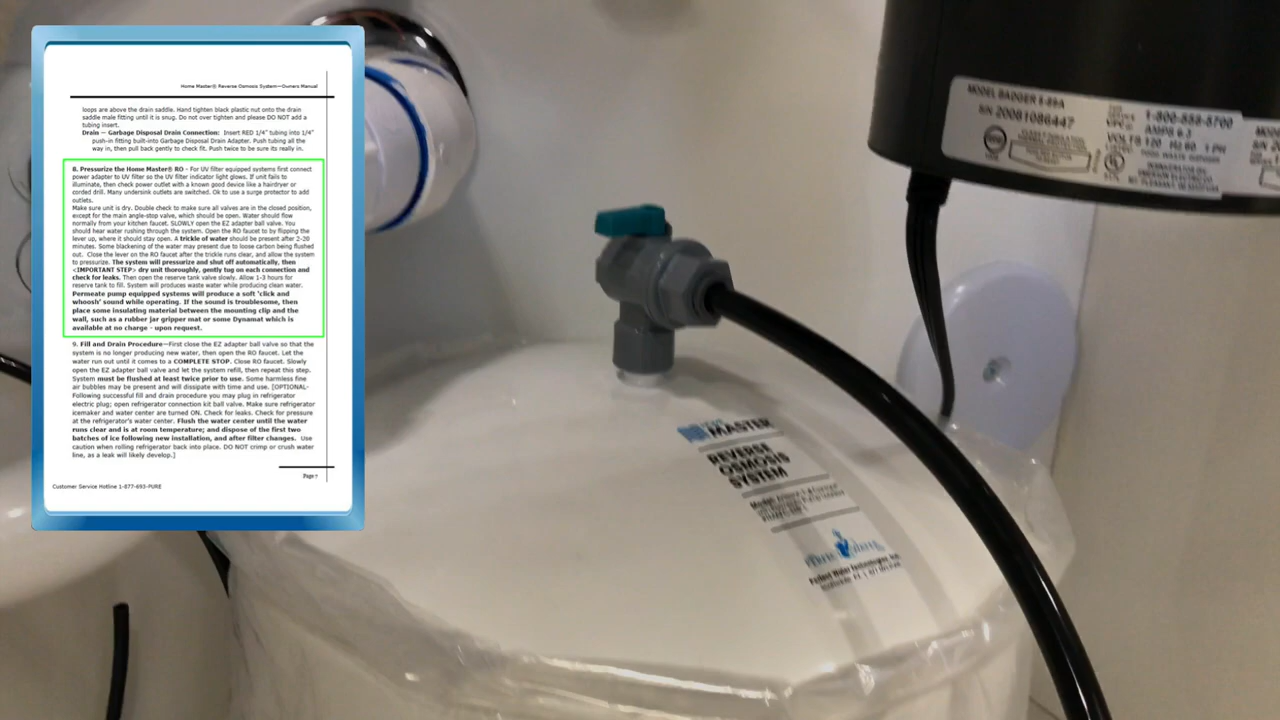 Home Master® Reverse Osmosis System—Owners Manual
loops are above the drain saddle. Hand tighten black plastic nut onto the drain
saddle male fitting until it is snug. Do not over tighten and please DO NOT add a
tubing insert.
Drain — Garbage Disposal Drain Connection: Insert RED 1/4" tubing into 1/4"
push-in fitting built-into Garbage Disposal Drain Adapter. Push tubing all the
way in, then pull back gently to check fit. Push twice to be sure its really in.
8. Pressurize the Home Master® RO - For UV filter equipped systems first connect
power adapter to UV filter so the UV filter indicator light glows. If unit fails to
illuminate, then check power outlet with a known good device like a hairdryer or
corded drill. Many undersink outlets are switched. Ok to use a surge protector to add
outlets.
Make sure unit is dry. Double check to make sure all valves are in the closed position,
except for the main angle-stop valve, which should be open. Water should flow
normally from your kitchen faucet. SLOWLY open the EZ adapter ball valve. You
should hear water rushing through the system. Open the RO faucet by flipping the
lever up, where it should stay open. A trickle of water should be present after 2-20
minutes. Some blackening of the water may present due to loose carbon being flushed
out. Close the lever on the RO faucet after the trickle runs clear, and allow the system
to pressurize. The system will pressurize and shut off automatically, then
<IMPORTANT STEP> dry unit thoroughly, gently tug on each connection and
check for leaks. Then open the reserve tank valve slowly. Allow 1-3 hours for
reserve tank to fill. System will produces waste water while producing clean water.
Permeate pump equipped systems will produce a soft 'click and
whoosh' sound while operating. If the sound is troublesome, then
place some insulating material between the mounting clip and the
wall, such as a rubber jar gripper mat or some Dynamat which is
available at no charge - upon request.
9. Fill and Drain Procedure—First close the EZ adapter ball valve so that the
system is no longer producing new water, then open the RO faucet. Let the
water run out until it comes to a COMPLETE STOP. Close RO faucet. Slowly
open the EZ adapter ball valve and let the system refill, then repeat this step.
System must be flushed at least twice prior to use. Some harmless fine
air bubbles may be present and will dissipate with time and use. [OPTIONAL-
Following successful fill and drain procedure you may plug in refrigerator
electric plug; open refrigerator connection kit ball valve. Make sure refrigerator
icemaker and water center are turned ON. Check for leaks. Check for pressure
at the refrigerator's water center. Flush the water center until the water
runs clear and is at room temperature; and dispose of the first two
batches of ice following new installation, and after filter changes. Use
caution when rolling refrigerator back into place. DO NOT crimp or crush water
line, as a leak will likely develop.]
Page 7
Customer Service Hotline 1-877-693-PURE
MODEL BADGER 5-89A
S/N 20081086447
1-800-558-5700
AMPS 6.3
VOLTS 120 HZ 60 1 PH
MASTER
REVERSE
OSMOSIS
SYSTEM
Perfect Water Technologies, Inc.